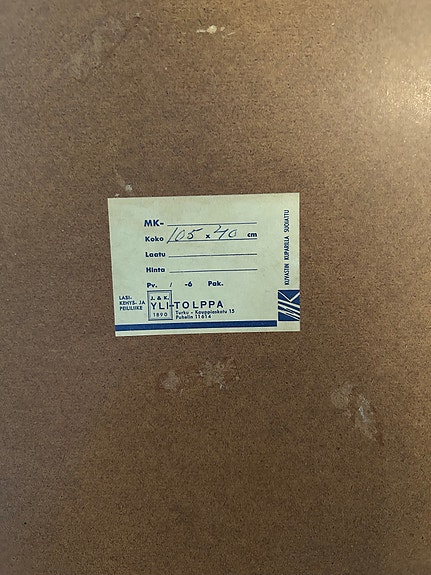 MK-
Koko 105 x 40 cm
Laatu
Hinta
Pv. / -6 Pak.
LASI-
KEHYS- JA
PEILILIIKE
J. & K.
YLI-TOLPPA
1890
Turku - Kauppiaskatu 15
Puhelin 11614
KUVASTIN KUPARILLA SUOJATTU
MK